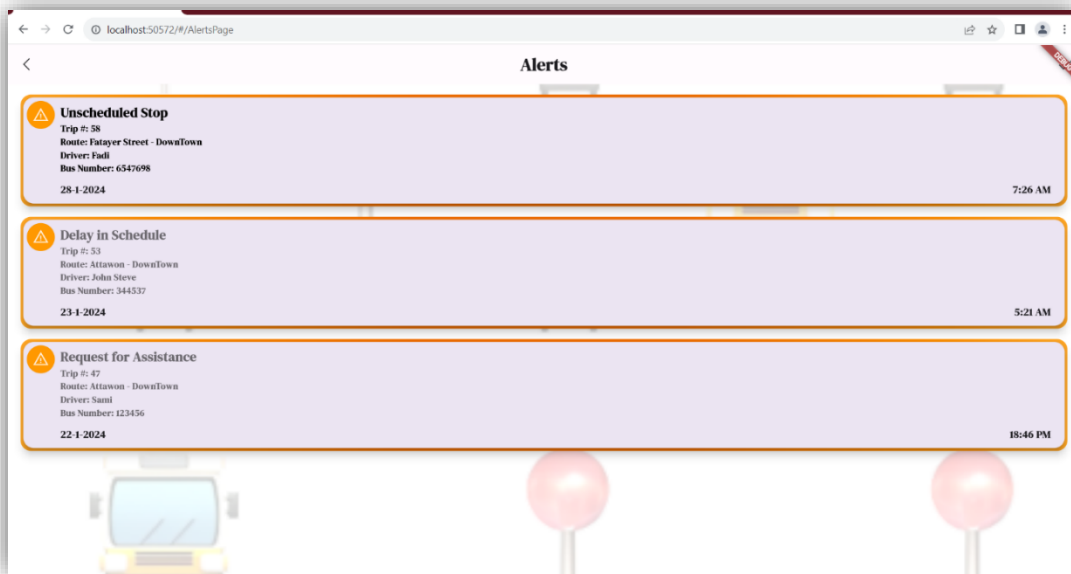 localhost:50572/#/AlertsPage
Alerts
DEBUG
Unscheduled Stop
Trip #: 58
Route: Fatayer Street - DownTown
Driver: Fadi
Bus Number: 6547698
28-1-2024
7:26 AM
Delay in Schedule
Trip #: 53
Route: Attawon - DownTown
Driver: John Steve
Bus Number: 344537
23-1-2024
5:21 AM
Request for Assistance
Trip #: 47
Route: Attawon - DownTown
Driver: Sami
Bus Number: 123456
22-1-2024
18:46 PM